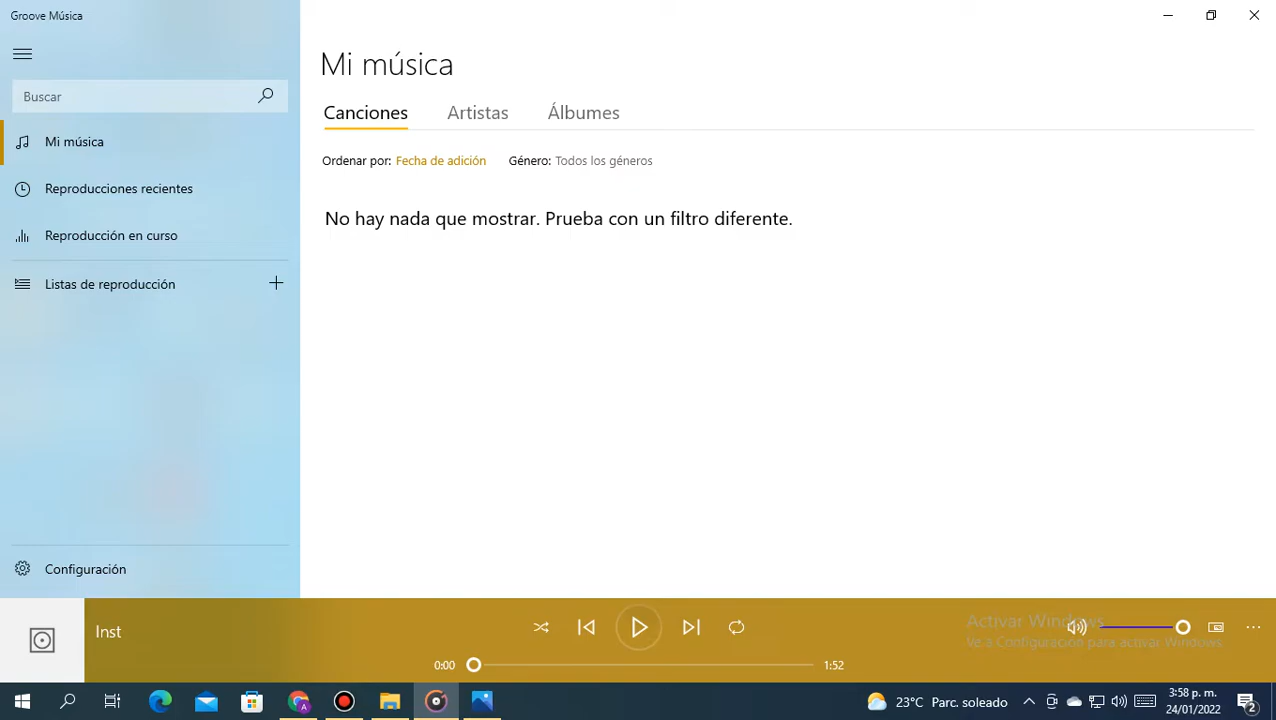 Groove Música
Buscar
Mi música
Reproducciones recientes
Reproducción en curso
Listas de reproducción
Configuración
Mi música
Canciones Artistas Álbumes
Ordenar por: Fecha de adición Género: Todos los géneros
No hay nada que mostrar. Prueba con un filtro diferente.
Inst
0:00
1:52
Activar Windows
Ve a Configuración para activar Windows.
23°C Parc. soleado
3:58 p. m.
24/01/2022
2